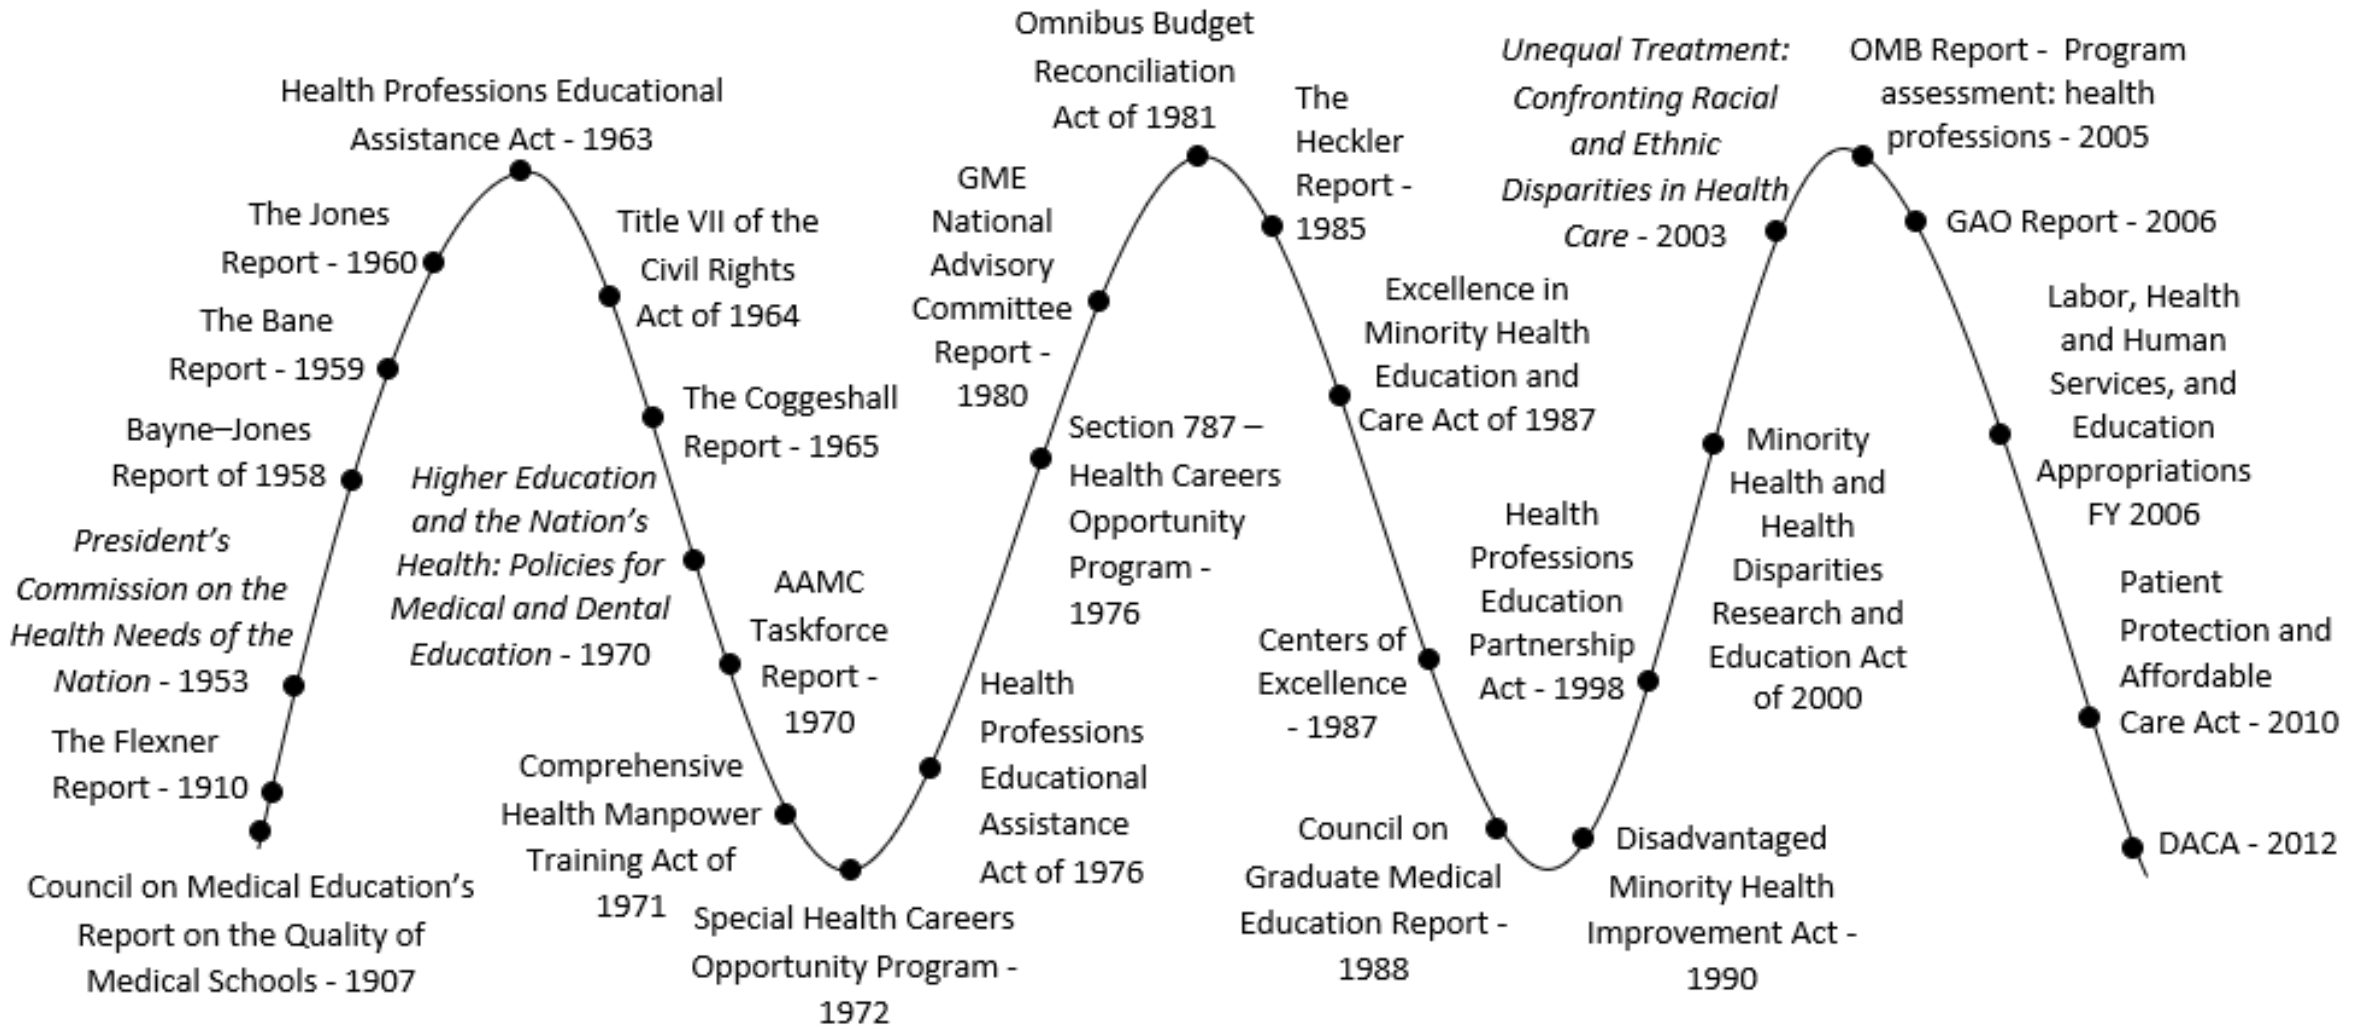 Council on Medical Education’s
Report on the Quality of
Medical Schools - 1907
The Flexner
Report - 1910
President’s
Commission on the
Health Needs of the
Nation - 1953
Bayne–Jones
Report of 1958
The Bane
Report - 1959
The Jones
Report - 1960
Health Professions Educational
Assistance Act - 1963
Title VII of the
Civil Rights
Act of 1964
The Coggeshall
Report - 1965
Higher Education
and the Nation’s
Health: Policies for
Medical and Dental
Education - 1970
AAMC
Taskforce
Report -
1970
Comprehensive
Health Manpower
Training Act of
1971
Special Health Careers
Opportunity Program -
1972
Health
Professions
Educational
Assistance
Act of 1976
Section 787 –
Health Careers
Opportunity
Program -
1976
GME
National
Advisory
Committee
Report -
1980
Omnibus Budget
Reconciliation
Act of 1981
The
Heckler
Report -
1985
Excellence in
Minority Health
Education and
Care Act of 1987
Centers of
Excellence
- 1987
Council on
Graduate Medical
Education Report -
1988
Disadvantaged
Minority Health
Improvement Act -
1990
Health
Professions
Education
Partnership
Act - 1998
Minority
Health and
Health
Disparities
Research and
Education Act
of 2000
Unequal Treatment:
Confronting Racial
and Ethnic
Disparities in Health
Care - 2003
OMB Report - Program
assessment: health
professions - 2005
GAO Report - 2006
Labor, Health
and Human
Services, and
Education
Appropriations
FY 2006
Patient
Protection and
Affordable
Care Act - 2010
DACA - 2012